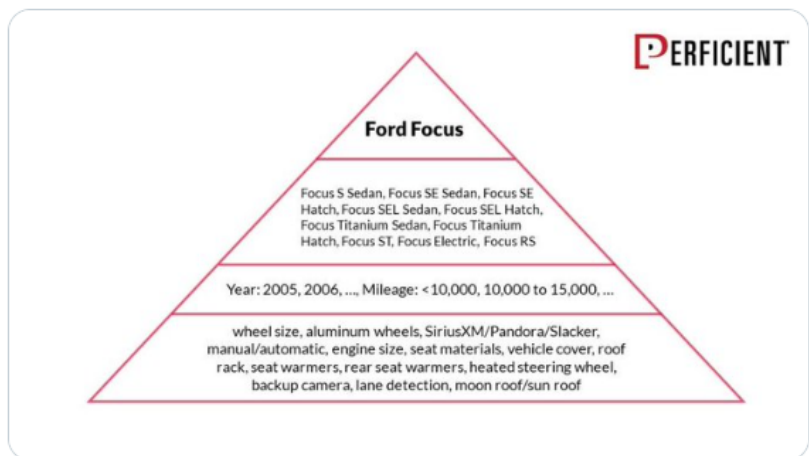 PERFICIENT
Ford Focus
Focus S Sedan, Focus SE Sedan, Focus SE
Hatch, Focus SEL Sedan, Focus SEL Hatch,
Focus Titanium Sedan, Focus Titanium
Hatch, Focus ST, Focus Electric, Focus RS
Year: 2005, 2006, ..., Mileage: <10,000, 10,000 to 15,000, ...
wheel size, aluminum wheels, SiriusXM/Pandora/Slacker,
manual/automatic, engine size, seat materials, vehicle cover, roof
rack, seat warmers, rear seat warmers, heated steering wheel,
backup camera, lane detection, moon roof/sun roof